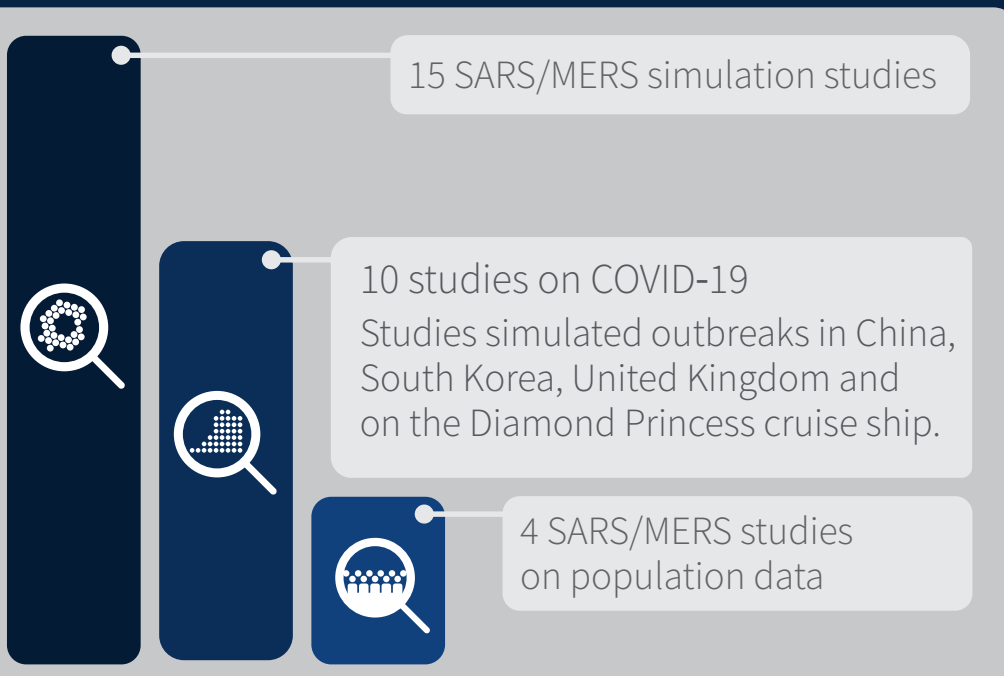 15 SARS/MERS simulation studies
10 studies on COVID-19
Studies simulated outbreaks in China,
South Korea, United Kingdom and
on the Diamond Princess cruise ship.
4 SARS/MERS studies
on population data